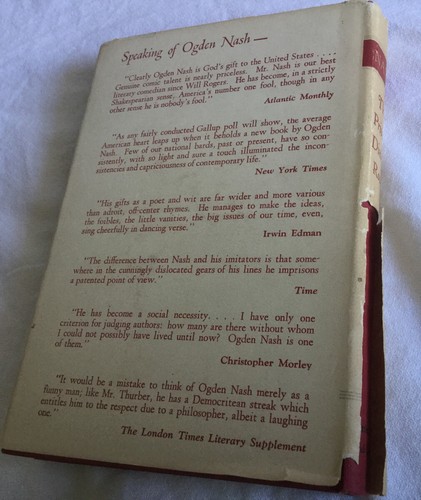 Speaking of Ogden Nash —
"Clearly Ogden Nash is God's gift to the United States . . . .
Genuine comic talent is nearly priceless. Mr. Nash is our best
literary comedian since Will Rogers. He has become, in a strictly
Shakespearean sense, America's number one fool, though in any
other sense he is nobody's fool."
Atlantic Monthly
"As any fairly conducted Gallup poll will show, the average
American heart leaps up when it beholds a new book by Ogden
Nash. Few of our national bards, past or present, have so con-
sistently, with so light and sure a touch illuminated the incon-
sistencies and capriciousness of contemporary life."
New York Times
"His gifts as a poet and wit are far wider and more various
than adroit, off-center rhymes. He manages to make the ideas,
the foibles, the little vanities, the big issues of our time, even,
sing cheerfully in dancing verse."
Irwin Edman
"The difference between Nash and his imitators is that some-
where in the cunningly dislocated gears of his lines he imprisons
a patented point of view."
Time
"He has become a social necessity. . . . I have only one
criterion for judging authors: how many are there without whom
I could not possibly have lived until now? Ogden Nash is one
of them."
Christopher Morley
"It would be a mistake to think of Ogden Nash merely as a
funny man; like Mr. Thurber, he has a Democritean streak which
entitles him to the respect due to a philosopher, albeit a laughing
one."
The London Times Literary Supplement